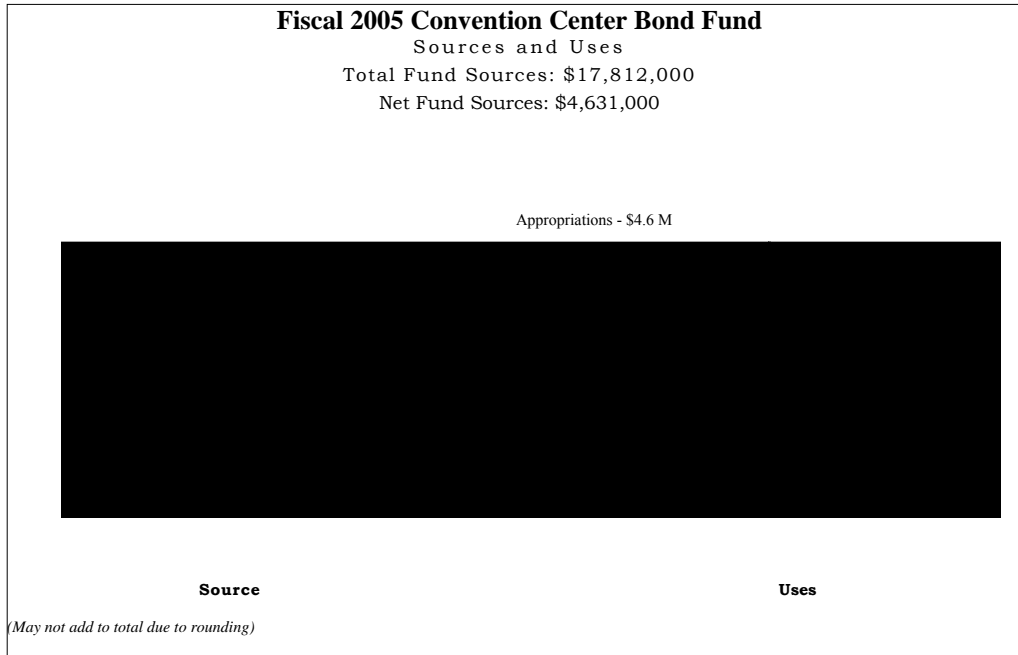 Fiscal 2005 Convention Center Bond Fund
Sources and Uses
Total Fund Sources: $17,812,000
Net Fund Sources: $4,631,000
Appropriations - $4.6 M
Source Uses
(May not add to total due to rounding)